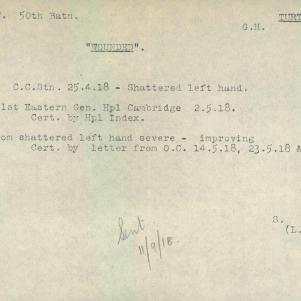 50th Batn.
G.H.
TURT
"WOUNDED".
C.C.Stn. 25.4.18 - Shattered left hand.
1st Eastern Gen. Hpl Cambridge 2.5.18.
Cert. by Hpl Index.
om shattered left hand severe - improving
Cert. by letter from O.C. 14.5.18, 23.5.18 A
S.
(L.
Sent
11/9/18.